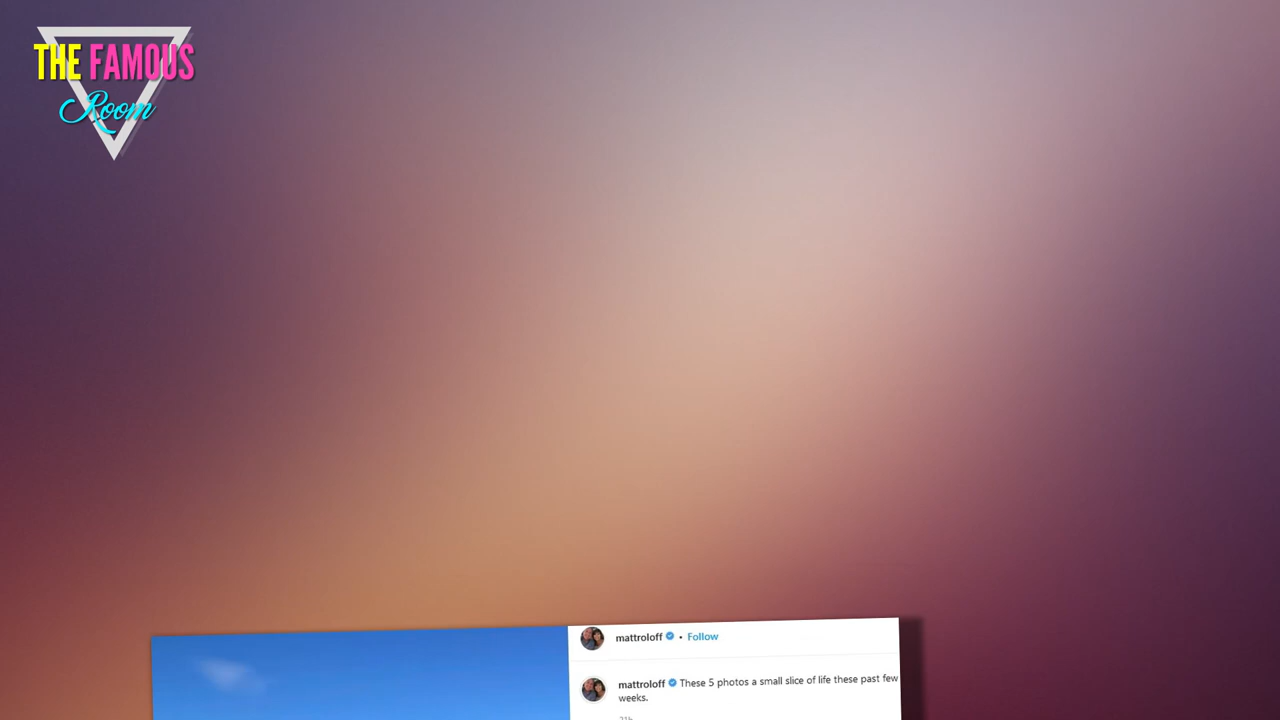 THE FAMOUS
Room
mattroloff • Follow
mattroloff These 5 photos a small slice of life these past few
weeks.